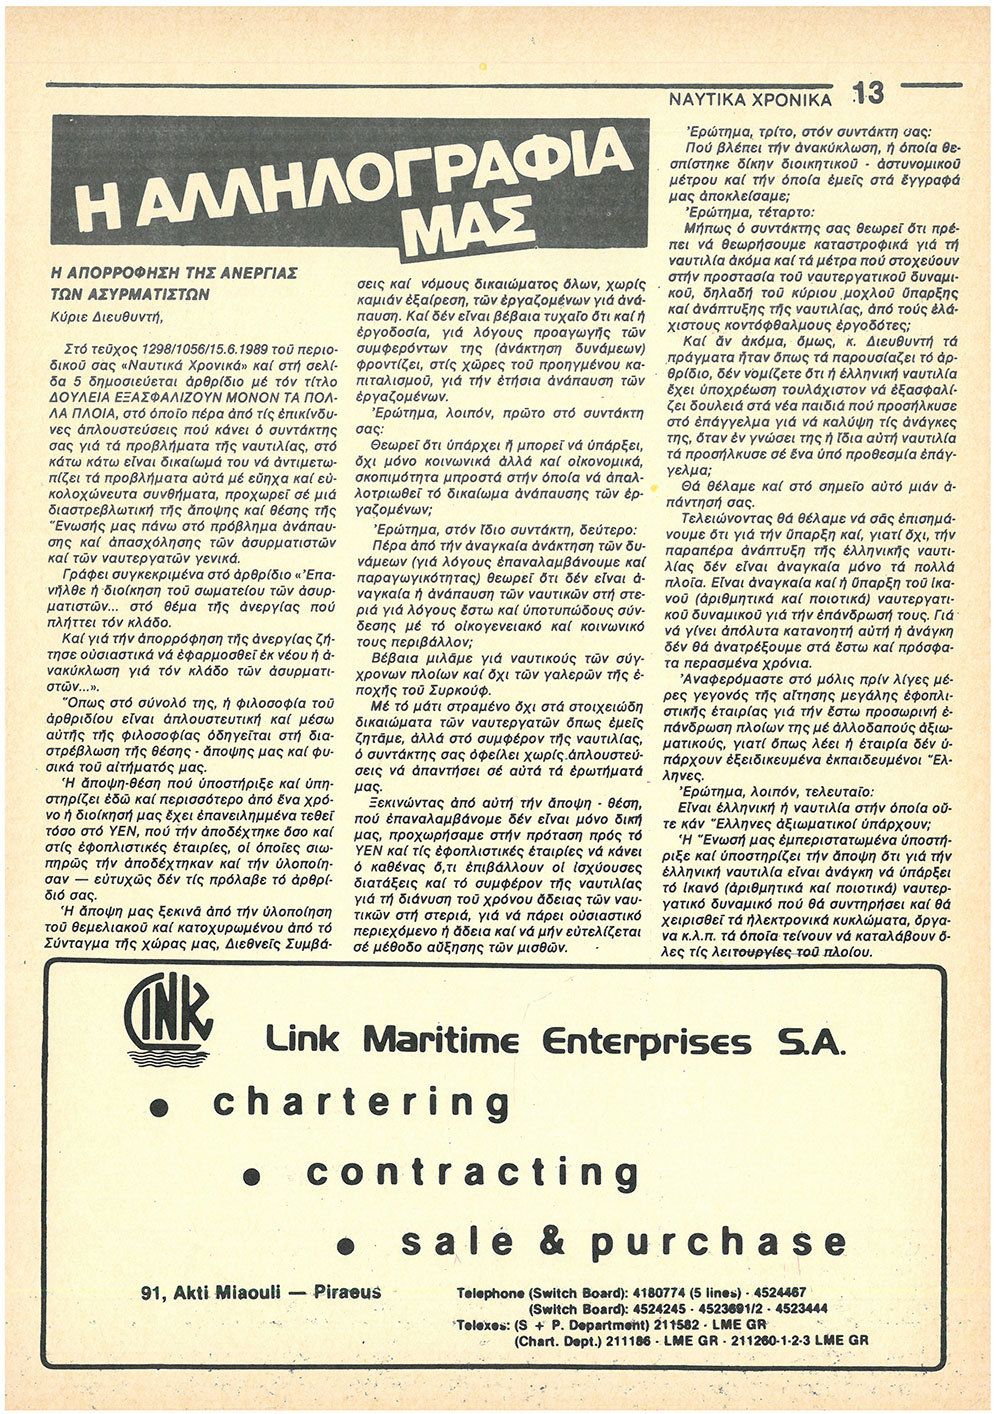 ΝΑΥΤΙΚΑ ΧΡΟΝΙΚΑ 13
Η ΑΛΛΗΛΟΓΡΑΦΙΑ
ΜΑΣ
Η ΑΠΟΡΡΟΦΗΣΗ ΤΗΣ ΑΝΕΡΓΙΑΣ
ΤΩΝ ΑΣΥΡΜΑΤΙΣΤΩΝ
Κύριε Διευθυντή,
Στό τεῦχος 1298/1056/15.6.1989 τοῦ περιο-
δικοῦ σας «Ναυτικά Χρονικά» καί στή σελίδα
5 δημοσιεύεται ἀρθρίδιο μέ τόν τίτλο
ΔΟΥΛΕΙΑ ΕΞΑΣΦΑΛΙΖΟΥΝ ΜΟΝΟΝ ΤΑ ΠΟΛ-
ΛΑ ΠΛΟΙΑ, στό ὁποῖο πέρα ἀπό τίς ἐπικίνδυ-
νες ἁπλουστεύσεις πού κάνει ὁ συντάκτης
σας γιά τά προβλήματα τῆς ναυτιλίας, στό
κάτω κάτω εἶναι δικαίωμά του νά ἀντιμετω-
πίζει τά προβλήματα αὐτά μέ εὔηχα καί εὐ-
κολοχώνευτα συνθήματα, προχωρεῖ σέ μιά
διαστρεβλωτική τῆς ἄποψης καί θέσης τῆς
Ἕνωσής μας πάνω στό πρόβλημα ἀνάπαυ-
σης καί ἀπασχόλησης τῶν ἀσυρματιστῶν
καί τῶν ναυτεργατῶν γενικά.
Γράφει συγκεκριμένα στό ἀρθρίδιο «Ἐπα-
νῆλθε ἡ διοίκηση τοῦ σωματείου τῶν ἀσυρ-
ματιστῶν... στό θέμα τῆς ἀνεργίας πού
πλήττει τόν κλάδο.
Καί γιά τήν ἀπορρόφηση τῆς ἀνεργίας ζή-
τησε οὐσιαστικά νά ἐφαρμοσθεῖ ἐκ νέου ἡ ἀ-
νακύκλωση γιά τόν κλάδο τῶν ἀσυρματι-
στῶν...».
Ὅπως στό σύνολό της, ἡ φιλοσοφία τοῦ
ἀρθριδίου εἶναι ἁπλουστευτική καί μέσω
αὐτῆς τῆς φιλοσοφίας ὁδηγεῖται στή δια-
στρέβλωση τῆς θέσης - ἄποψης μας καί φυ-
σικά τοῦ αἰτήματός μας.
Ἡ ἄποψη-θέση πού ὑποστήριξε καί ὑπη-
στηρίζει ἐδῶ καί περισσότερο ἀπό ἕνα χρό-
νο ἡ διοίκησή μας ἔχει ἐπανειλημμένα τεθεῖ
τόσο στό ΥΕΝ, πού τήν ἀποδέχτηκε ὅσο καί
στίς ἐφοπλιστικές ἑταιρίες, οἱ ὁποῖες σιω-
πηρῶς τήν ἀποδέχτηκαν καί τήν ὑλοποίη-
σαν — εὐτυχῶς δέν τίς πρόλαβε τό ἀρθρί-
διό σας.
Ἡ ἄποψη μας ξεκινᾶ ἀπό τήν ὑλοποίηση
τοῦ θεμελιακοῦ καί κατοχυρωμένου ἀπό τό
Σύνταγμα τῆς χώρας μας, Διεθνεῖς Συμβά-
σεις καί νόμους δικαιώματος ὅλων, χωρίς
καμιάν ἐξαίρεση, τῶν ἐργαζομένων γιά ἀνά-
παυση. Καί δέν εἶναι βέβαια τυχαῖο ὅτι καί ἡ
ἐργοδοσία, γιά λόγους προαγωγῆς τῶν
συμφερόντων της (ἀνάκτηση δυνάμεων)
φροντίζει, στίς χῶρες τοῦ προηγμένου κα-
πιταλισμοῦ, γιά τήν ἐτήσια ἀνάπαυση τῶν
ἐργαζομένων.
Ἐρώτημα, λοιπόν, πρῶτο στό συντάκτη
σας:
Θεωρεῖ ὅτι ὑπάρχει ἤ μπορεῖ νά ὑπάρξει,
ὄχι μόνο κοινωνικά ἀλλά καί οἰκονομικά,
σκοπιμότητα μπροστά στήν ὁποία νά ἀπαλ-
λοτριωθεῖ τό δικαίωμα ἀνάπαυσης τῶν ἐρ-
γαζομένων;
Ἐρώτημα, στόν ἴδιο συντάκτη, δεύτερο:
Πέρα ἀπό τήν ἀναγκαία ἀνάκτηση τῶν δυ-
νάμεων (γιά λόγους ἐπαναλαμβάνουμε καί
παραγωγικότητας) θεωρεῖ ὅτι δέν εἶναι ἀ-
ναγκαία ἡ ἀνάπαυση τῶν ναυτικῶν στή στε-
ριά γιά λόγους ἔστω καί ὑποτυπώδους σύν-
δεσης μέ τό οἰκογενειακό καί κοινωνικό
τους περιβάλλον;
Βέβαια μιλᾶμε γιά ναυτικούς τῶν σύγ-
χρονων πλοίων καί ὄχι τῶν γαλερῶν τῆς ἐ-
ποχῆς τοῦ Συρκούφ.
Μέ τό μάτι στραμένο ὄχι στά στοιχειώδη
δικαιώματα τῶν ναυτεργατῶν ὅπως ἐμεῖς
ζητᾶμε, ἀλλά στό συμφέρον τῆς ναυτιλίας,
ὁ συντάκτης σας ὀφείλει χωρίς ἁπλουστεύ-
σεις νά ἀπαντήσει σέ αὐτά τά ἐρωτήματά
μας.
Ξεκινώντας ἀπό αὐτή τήν ἄποψη - θέση,
πού ἐπαναλαμβάνομε δέν εἶναι μόνο δική
μας, προχωρήσαμε στήν πρόταση πρός τό
ΥΕΝ καί τίς ἐφοπλιστικές ἑταιρίες νά κάνει
ὁ καθένας ὅ,τι ἐπιβάλλουν οἱ ἰσχύουσες
διατάξεις καί τό συμφέρον τῆς ναυτιλίας
γιά τή διάνυση τοῦ χρόνου ἄδειας τῶν ναυ-
τικῶν στή στεριά, γιά νά πάρει οὐσιαστικό
περιεχόμενο ἡ ἄδεια καί νά μήν εὐτελίζεται
σέ μέθοδο αὔξησης τῶν μισθῶν.
Ἐρώτημα, τρίτο, στόν συντάκτη σας:
Πού βλέπει τήν ἀνακύκλωση, ἡ ὁποία θε-
σπίστηκε δίκην διοικητικοῦ - ἀστυνομικοῦ
μέτρου καί τήν ὁποία ἐμεῖς στά ἔγγραφά
μας ἀποκλείσαμε;
Ἐρώτημα, τέταρτο:
Μήπως ὁ συντάκτης σας θεωρεῖ ὅτι πρέ-
πει νά θεωρήσουμε καταστροφικά γιά τή
ναυτιλία ἀκόμα καί τά μέτρα πού στοχεύουν
στήν προστασία τοῦ ναυτεργατικοῦ δυναμι-
κοῦ, δηλαδή τοῦ κύριου μοχλοῦ ὕπαρξης
καί ἀνάπτυξης τῆς ναυτιλίας, ἀπό τούς ἐλά-
χιστους κοντόφθαλμους ἐργοδότες;
Καί ἄν ἀκόμα, ὅμως, κ. Διευθυντή τά
πράγματα ἦταν ὅπως τά παρουσιάζει τό ἀρ-
θρίδιο, δέν νομίζετε ὅτι ἡ ἑλληνική ναυτιλία
ἔχει ὑποχρέωση τουλάχιστον νά ἐξασφαλί-
ζει δουλειά στά νέα παιδιά πού προσήλκυσε
στό ἐπάγγελμα γιά νά καλύψη τίς ἀνάγκες
της, ὅταν ἐν γνώσει της ἡ ἴδια αὐτή ναυτιλία
τά προσήλκυσε σέ ἕνα ὑπό προθεσμία ἐπάγ-
γελμα;
Θά θέλαμε καί στό σημεῖο αὐτό μιάν ἀ-
πάντησή σας.
Τελειώνοντας θά θέλαμε νά σᾶς ἐπισημά-
νουμε ὅτι γιά τήν ὕπαρξη καί, γιατί ὄχι, τήν
παραπέρα ἀνάπτυξη τῆς ἑλληνικῆς ναυτι-
λίας δέν εἶναι ἀναγκαία μόνο τά πολλά
πλοῖα. Εἶναι ἀναγκαία καί ἡ ὕπαρξη τοῦ ἱκα-
νοῦ (ἀριθμητικά καί ποιοτικά) ναυτεργατι-
κοῦ δυναμικοῦ γιά τήν ἐπάνδρωσή τους. Γιά
νά γίνει ἀπόλυτα κατανοητή αὐτή ἡ ἀνάγκη
δέν θά ἀνατρέξουμε στά ἔστω καί πρόσφα-
τα περασμένα χρόνια.
Ἀναφερόμαστε στό μόλις πρίν λίγες μέ-
ρες γεγονός τῆς αἴτησης μεγάλης ἐφοπλι-
στικῆς ἑταιρίας γιά τήν ἔστω προσωρινή ἐ-
πάνδρωση πλοίων της μέ ἀλλοδαπούς ἀξιω-
ματικούς, γιατί ὅπως λέει ἡ ἑταιρία δέν ὑ-
πάρχουν ἐξειδικευμένα ἐκπαιδευμένοι Ἕλ-
ληνες.
Ἐρώτημα, λοιπόν, τελευταῖο:
Εἶναι ἑλληνική ἡ ναυτιλία στήν ὁποία οὔ-
τε κάν Ἕλληνες ἀξιωματικοί ὑπάρχουν;
Ἡ Ἕνωσή μας ἐμπεριστατωμένα ὑποστή-
ριξε καί ὑποστηρίζει τήν ἄποψη ὅτι γιά τήν
ἑλληνική ναυτιλία εἶναι ἀνάγκη νά ὑπάρξει
τό ἱκανό (ἀριθμητικά καί ποιοτικά) ναυτερ-
γατικό δυναμικό πού θά συντηρήσει καί θά
χειρισθεῖ τά ἠλεκτρονικά κυκλώματα, ὄργα-
να κ.λ.π. τά ὁποῖα τείνουν νά καταλάβουν ὅ-
λες τίς λειτουργίες τοῦ πλοίου.
LINK
Link Maritime Enterprises S.A.
• chartering
• contracting
• sale & purchase
91, Akti Miaouli — Piraeus
Telephone (Switch Board): 4180774 (5 lines) - 4524467
(Switch Board): 4524245 - 4523691/2 - 4523444
Telexes: (S + P. Department) 211582 - LME GR
(Chart. Dept.) 211186 - LME GR - 211260-1-2-3 LME GR